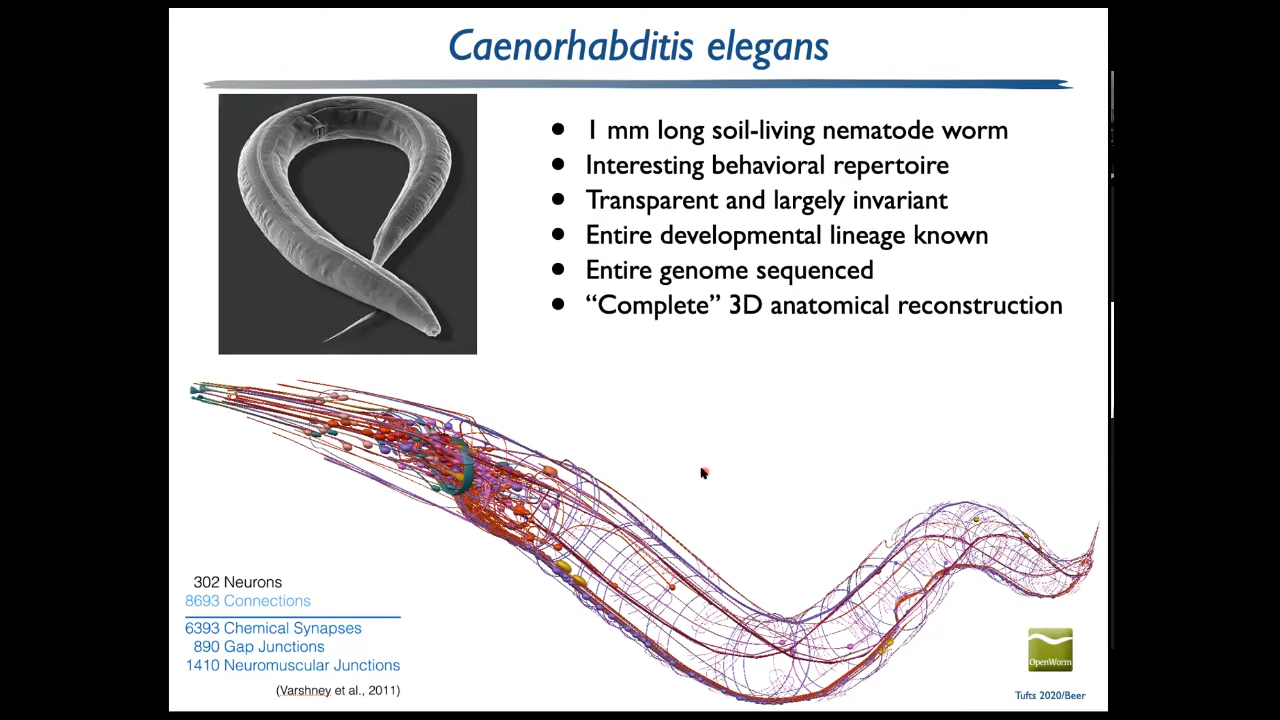 Caenorhabditis elegans
● 1 mm long soil-living nematode worm
● Interesting behavioral repertoire
● Transparent and largely invariant
● Entire developmental lineage known
● Entire genome sequenced
● “Complete” 3D anatomical reconstruction
302 Neurons
8693 Connections
6393 Chemical Synapses
890 Gap Junctions
1410 Neuromuscular Junctions
(Varshney et al., 2011)
OpenWorm
Tufts 2020/Beer